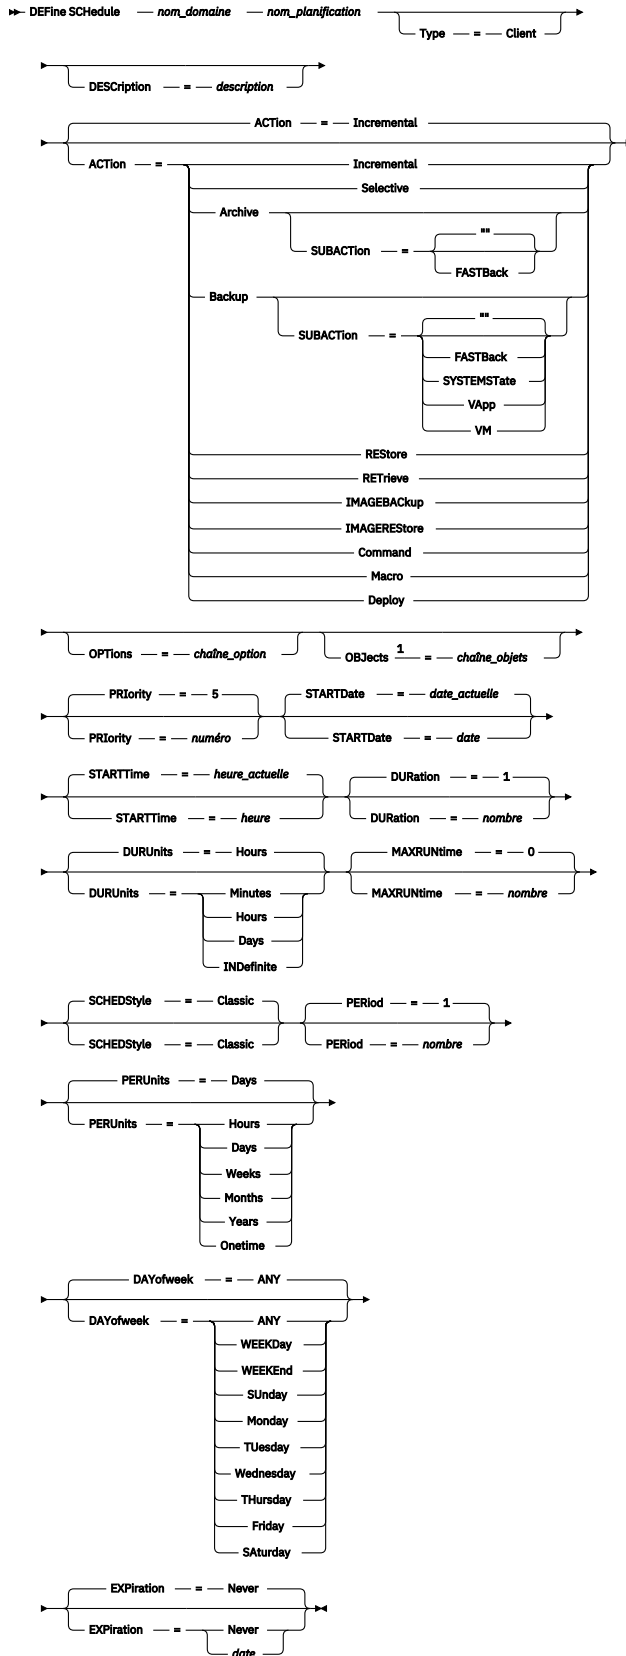 DEFine SCHedule nom_domaine nom_planification
Type = Client
DESCription = description
ACTion = Incremental
ACTion = Incremental
Selective
Archive
SUBACTion = ""
FASTBack
Backup
SUBACTion = ""
FASTBack
SYSTEMSTate
VApp
VM
REStore
RETrieve
IMAGEBACkup
IMAGEREStore
Command
Macro
Deploy
OPTions = chaîne_option OBJects 1 = chaîne_objets
PRIority = 5 STARTDate = date_actuelle
PRIority = numéro STARTDate = date
STARTTime = heure_actuelle DURation = 1
STARTTime = heure DURation = nombre
DURUnits = Hours MAXRUNtime = 0
DURUnits = Minutes MAXRUNtime = nombre
Hours
Days
INDefinite
SCHEDStyle = Classic PERiod = 1
SCHEDStyle = Classic PERiod = nombre
PERUnits = Days
PERUnits = Hours
Days
Weeks
Months
Years
Onetime
DAYofweek = ANY
DAYofweek = ANY
WEEKDay
WEEKEnd
SUnday
Monday
TUesday
Wednesday
THursday
Friday
SAturday
EXPiration = Never
EXPiration = Never
date